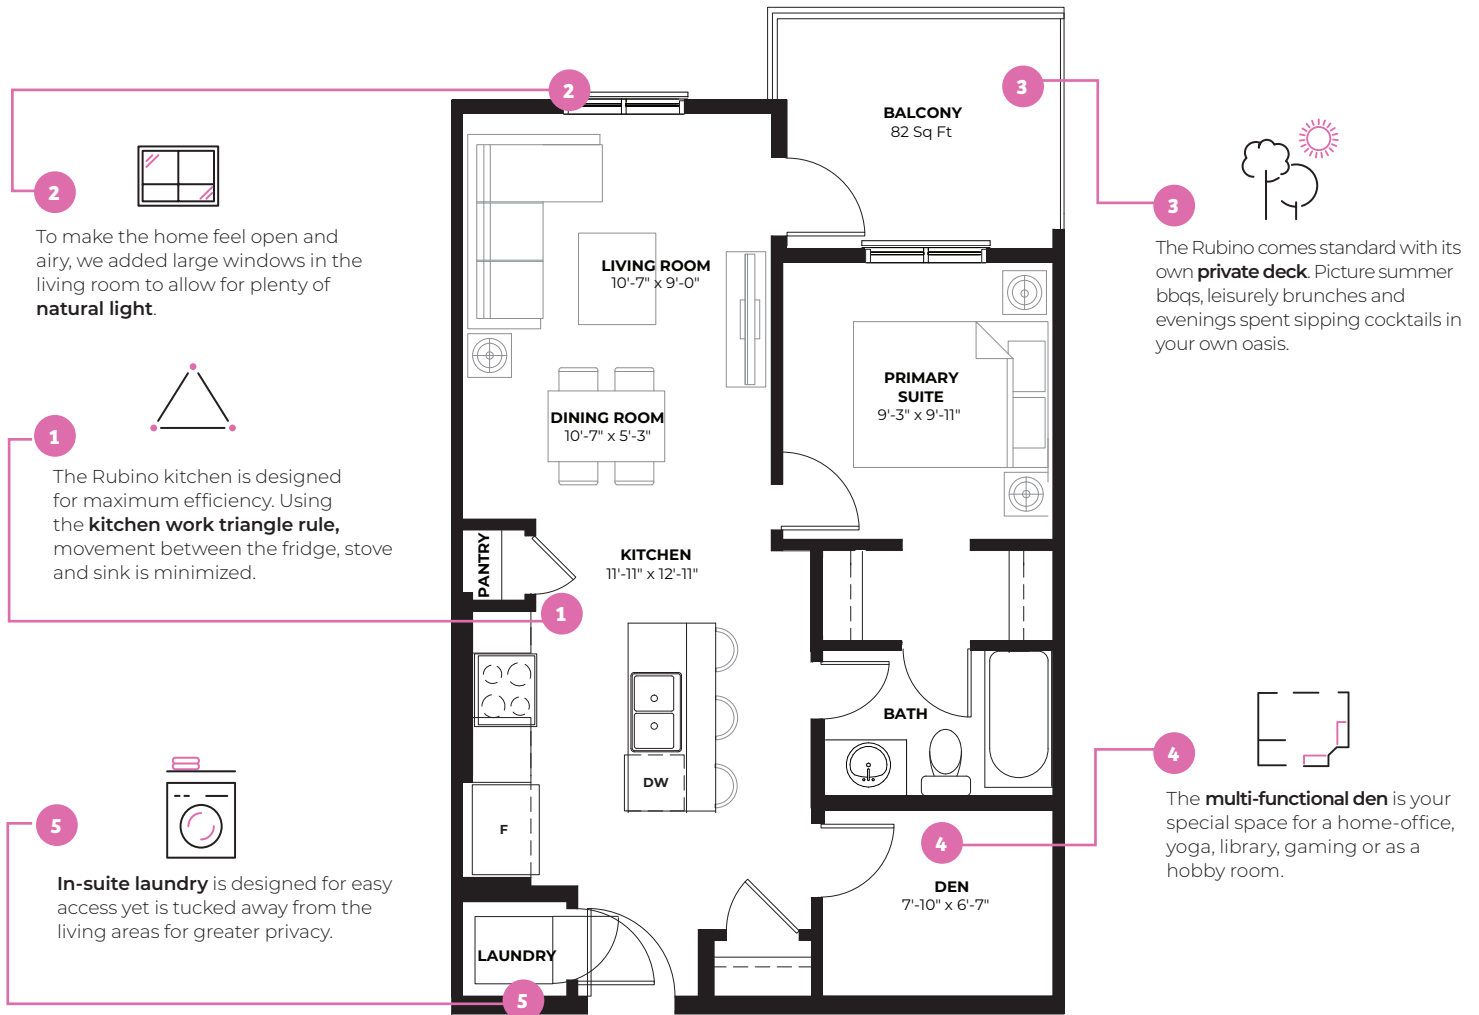 2
To make the home feel open and
airy, we added large windows in the
living room to allow for plenty of
natural light.
1
The Rubino kitchen is designed
for maximum efficiency. Using
the kitchen work triangle rule,
movement between the fridge, stove
and sink is minimized.
5
In-suite laundry is designed for easy
access yet is tucked away from the
living areas for greater privacy.
2
BALCONY
82 Sq Ft
3
LIVING ROOM
10'-7" x 9'-0"
DINING ROOM
10'-7" x 5'-3"
PRIMARY
SUITE
9'-3" x 9'-11"
PANTRY
KITCHEN
11'-11" x 12'-11"
1
BATH
DW
F
4
DEN
7'-10" x 6'-7"
LAUNDRY
5
3
The Rubino comes standard with its
own private deck. Picture summer
bbqs, leisurely brunches and
evenings spent sipping cocktails in
your own oasis.
4
The multi-functional den is your
special space for a home-office,
yoga, library, gaming or as a
hobby room.